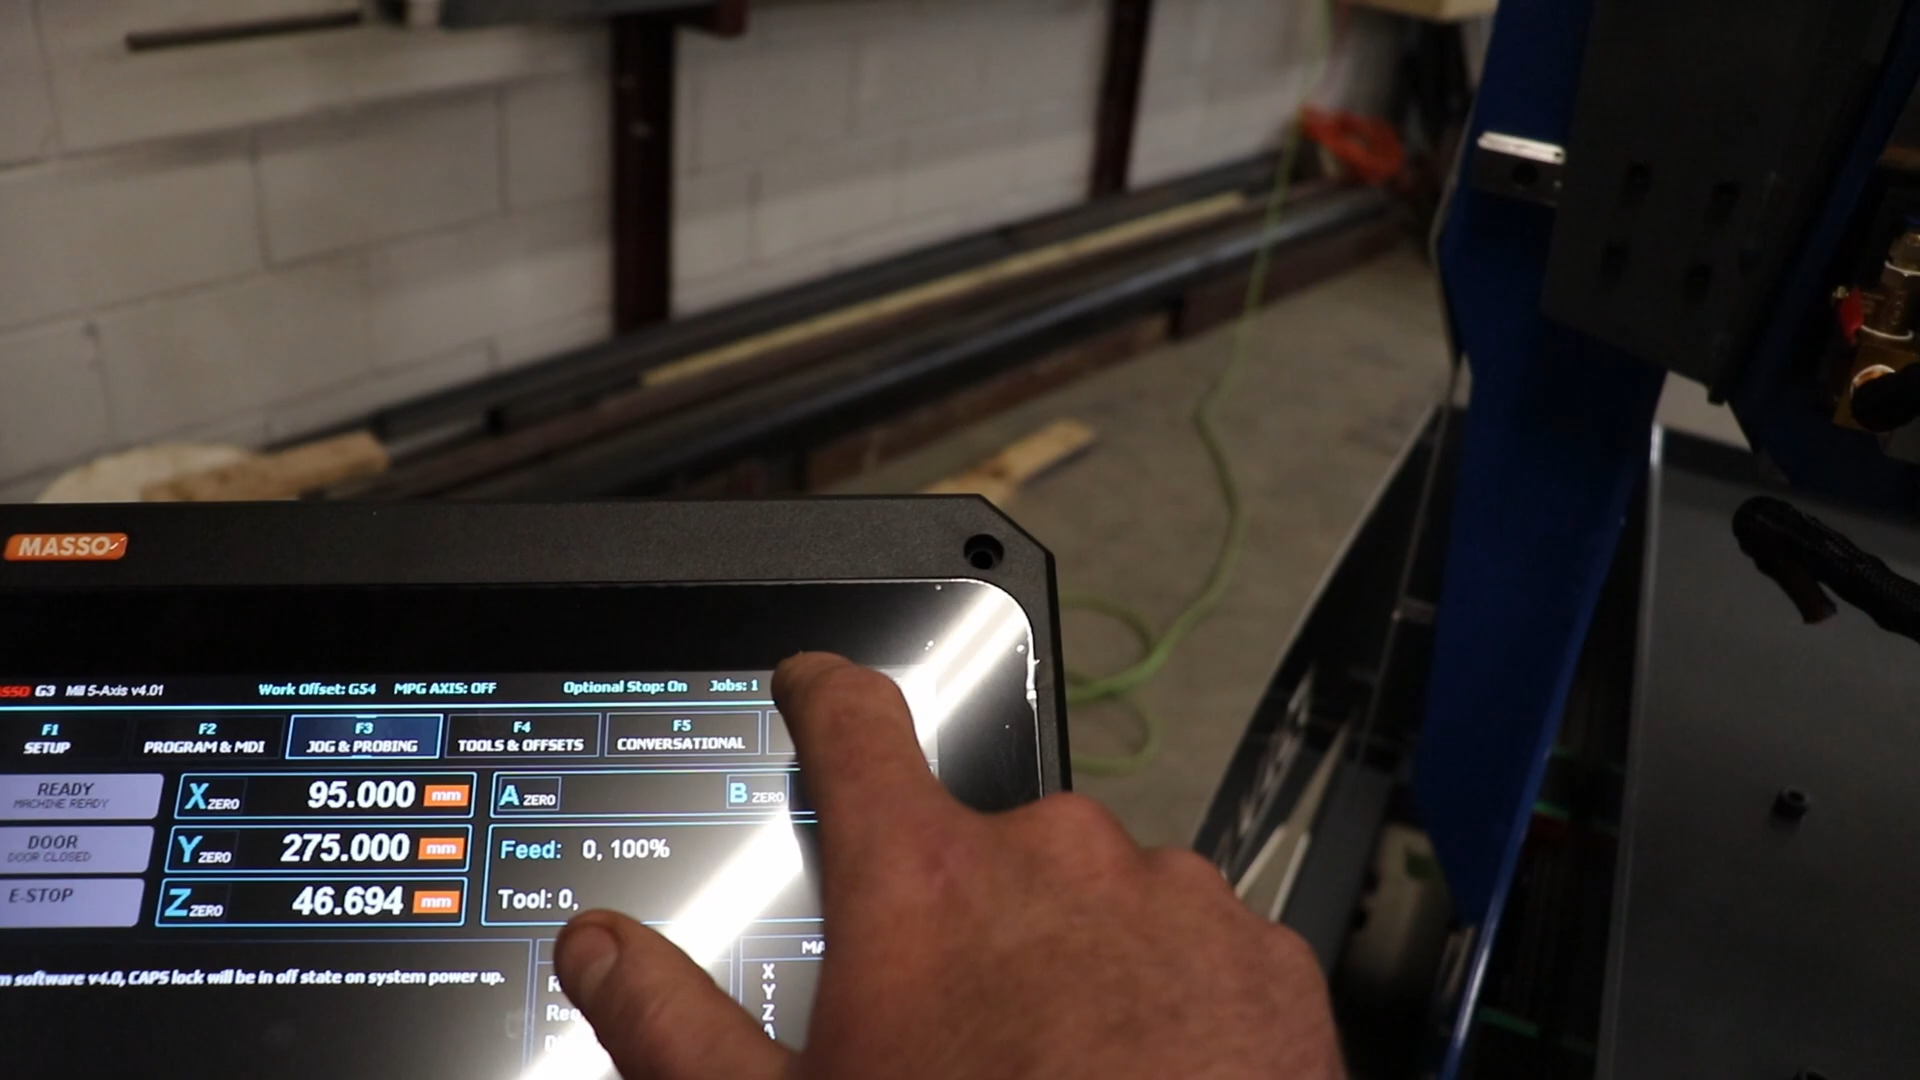 MASSO
G3 Mill 5-Axis v4.01 Work Offset: G54 MPG AXIS: OFF Optional Stop: On Jobs: 1
F1 F2 F3 F4 F5
SETUP PROGRAM & MDI JOG & PROBING TOOLS & OFFSETS CONVERSATIONAL
READY
MACHINE READY
X ZERO 95.000 mm
A ZERO B ZERO
DOOR
DOOR CLOSED
Y ZERO 275.000 mm
Feed: 0, 100%
E-STOP
Z ZERO 46.694 mm
Tool: 0,
software v4.0, CAPS lock will be in off state on system power up.
X
Y
Z
A